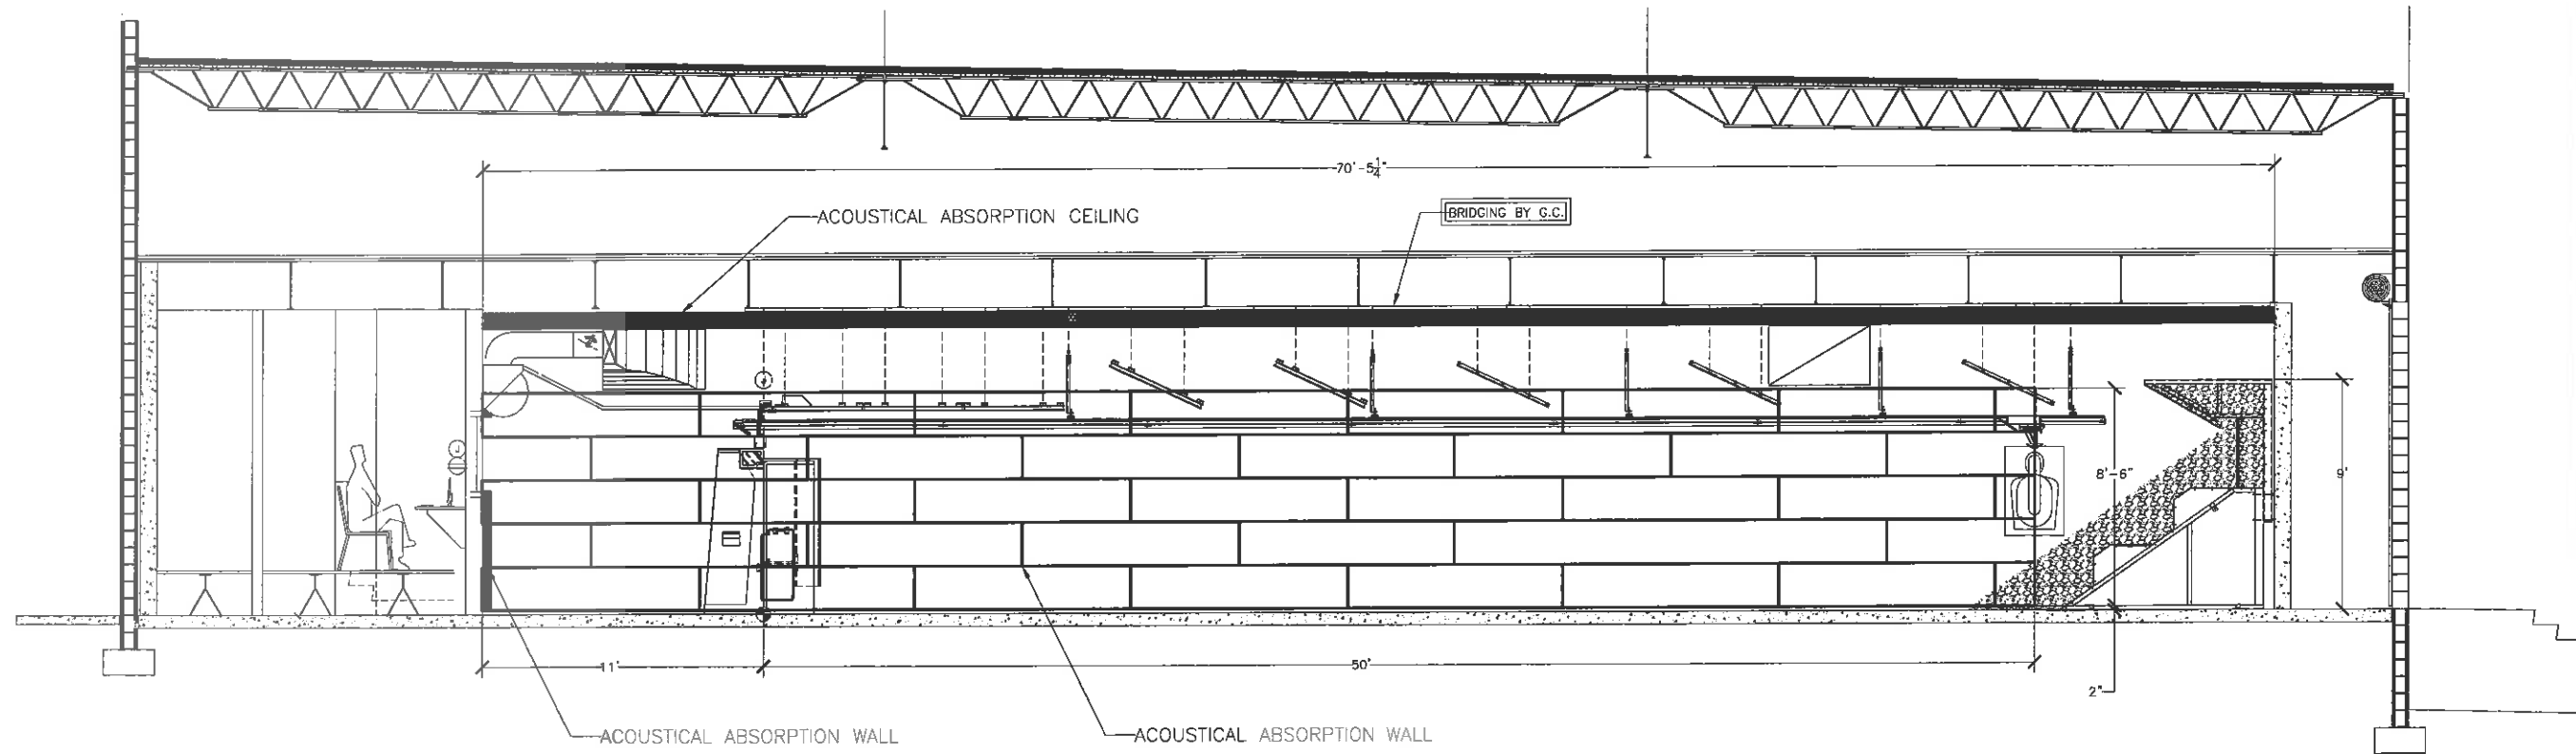 70'-5¼"
ACOUSTICAL ABSORPTION CEILING
BRIDGING BY G.C.
8'-6"
9'
11'
50'
2"
ACOUSTICAL ABSORPTION WALL
ACOUSTICAL ABSORPTION WALL